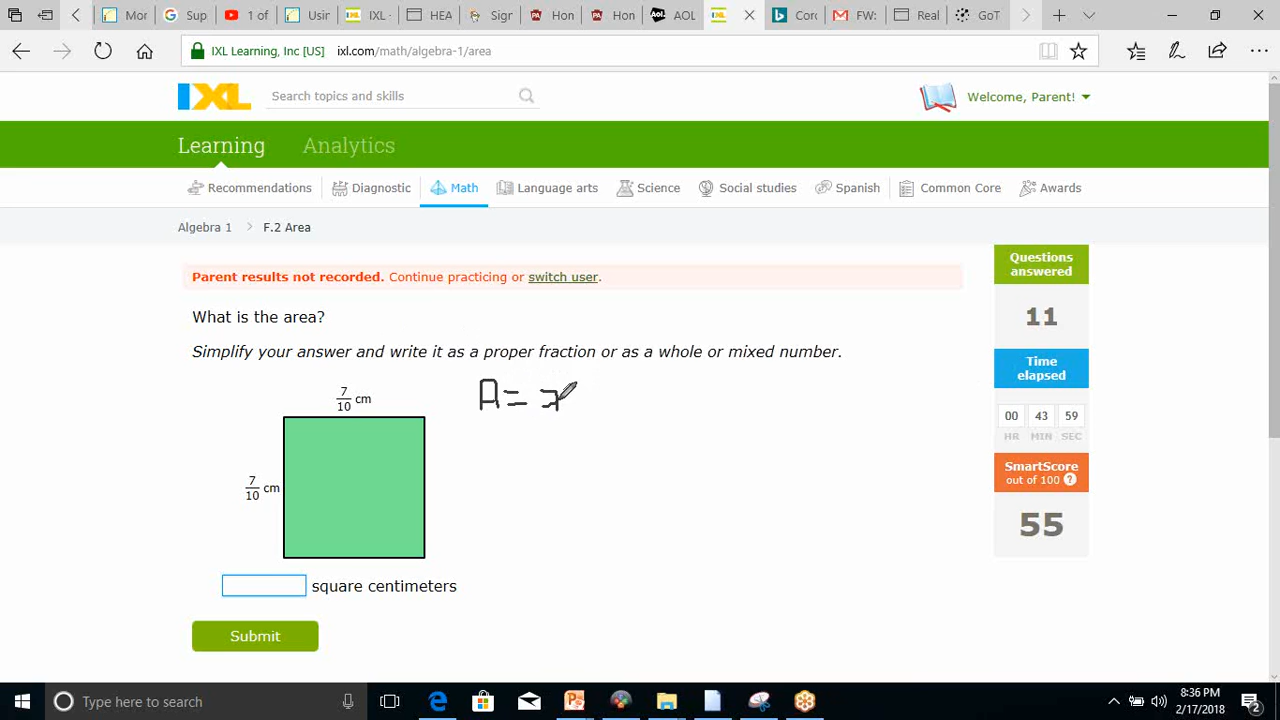 Mor
Sup
1 of
Usin
IXL -
HEA
Sign
Hon
Hon
AOL
Corc
FW:
Real
GoT
IXL Learning, Inc [US] ixl.com/math/algebra-1/area
IXL
Search topics and skills
Welcome, Parent!
Learning
Analytics
Recommendations
Diagnostic
Math
Language arts
Science
Social studies
Spanish
Common Core
Awards
Algebra 1 > F.2 Area
Parent results not recorded. Continue practicing or switch user.
What is the area?
Simplify your answer and write it as a proper fraction or as a whole or mixed number.
7/10 cm
A=
7/10 cm
square centimeters
Submit
Questions answered
11
Time elapsed
00 43 59
HR MIN SEC
SmartScore
out of 100 ?
55
Type here to search
8:36 PM
2/17/2018
2